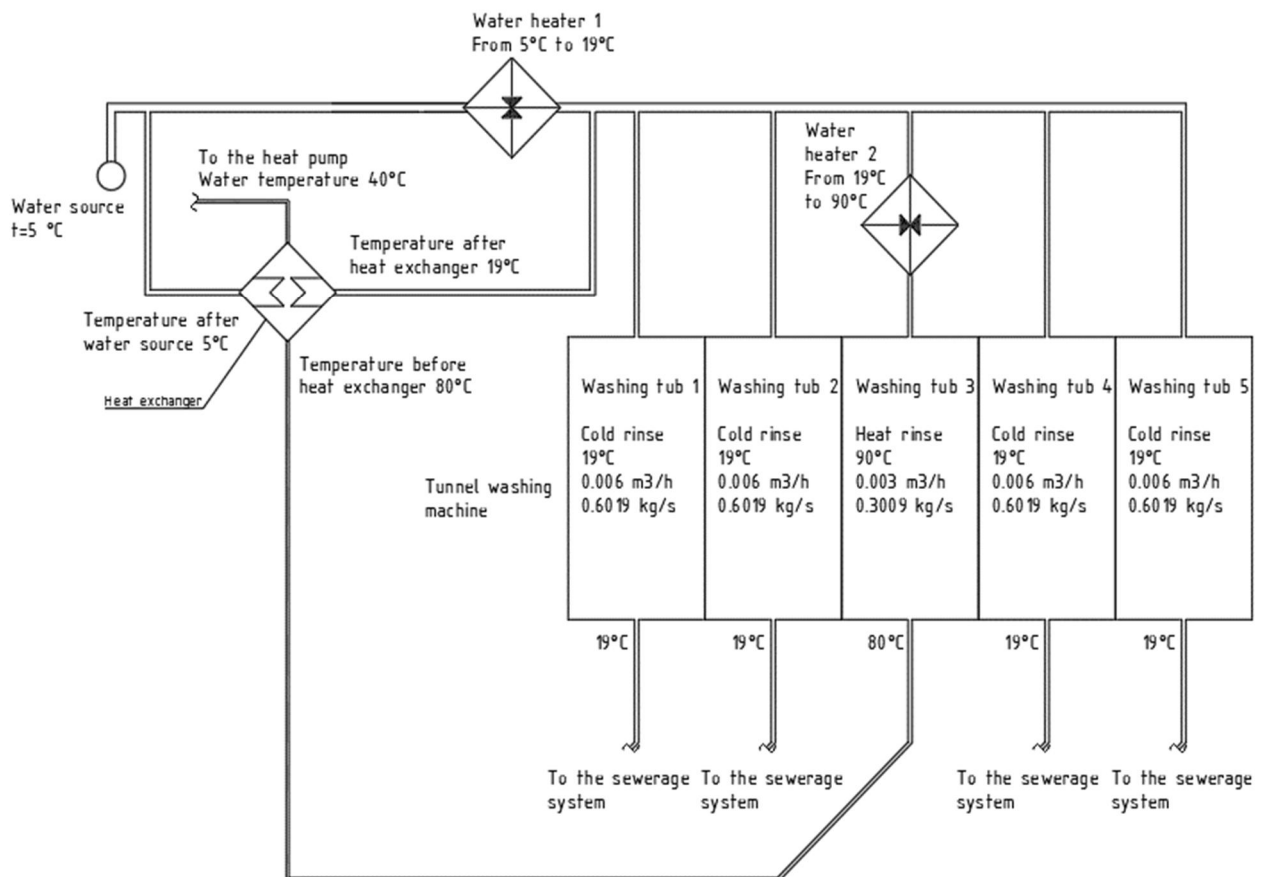 Water heater 1
From 5°C to 19°C
Water source
t=5 °C
To the heat pump
Water temperature 40°C
Temperature after
heat exchanger 19°C
Temperature after
water source 5°C
Heat exchanger
Temperature before
heat exchanger 80°C
Water
heater 2
From 19°C
to 90°C
Tunnel washing
machine
Washing tub 1
Cold rinse
19°C
0.006 m3/h
0.6019 kg/s
Washing tub 2
Cold rinse
19°C
0.006 m3/h
0.6019 kg/s
Washing tub 3
Heat rinse
90°C
0.003 m3/h
0.3009 kg/s
Washing tub 4
Cold rinse
19°C
0.006 m3/h
0.6019 kg/s
Washing tub 5
Cold rinse
19°C
0.006 m3/h
0.6019 kg/s
19°C
19°C
80°C
19°C
19°C
To the sewerage
system
To the sewerage
system
To the sewerage
system
To the sewerage
system